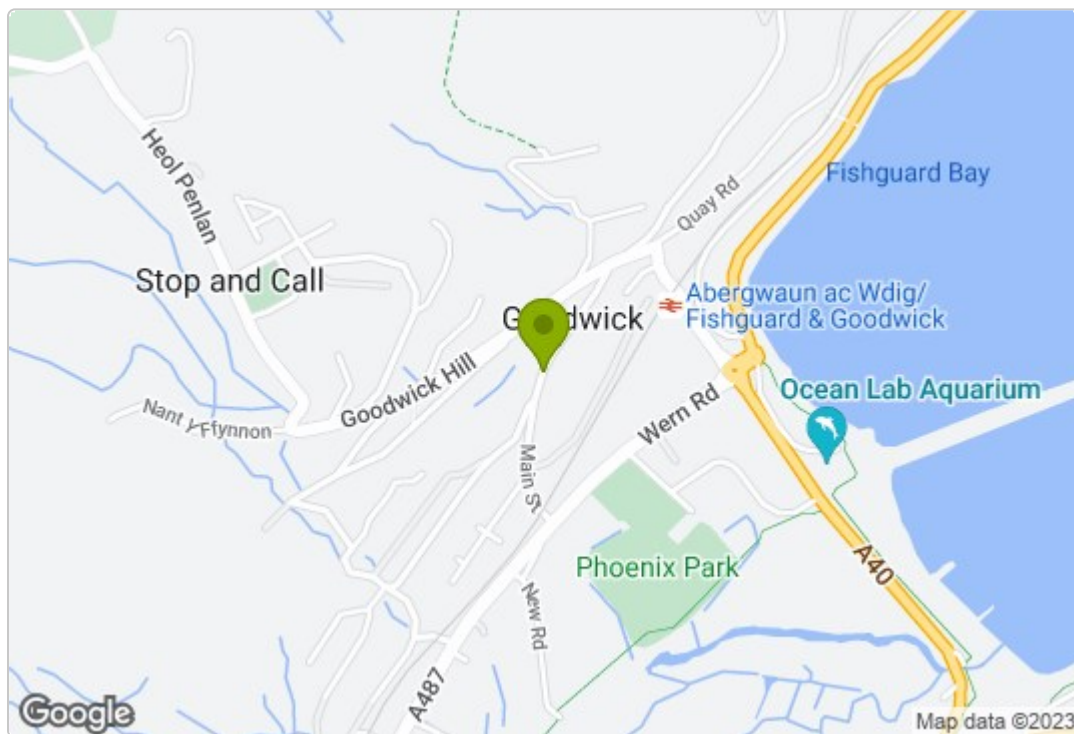 Heol Penlan
Stop and Call
Goodwick Hill
Nant Y Ffynnon
Main St
Quay Rd
Fishguard Bay
Abergwaun ac Wdig/
Fishguard & Goodwick
Wern Rd
Ocean Lab Aquarium
Phoenix Park
New Rd
A487
A40
Google
Map data ©2023